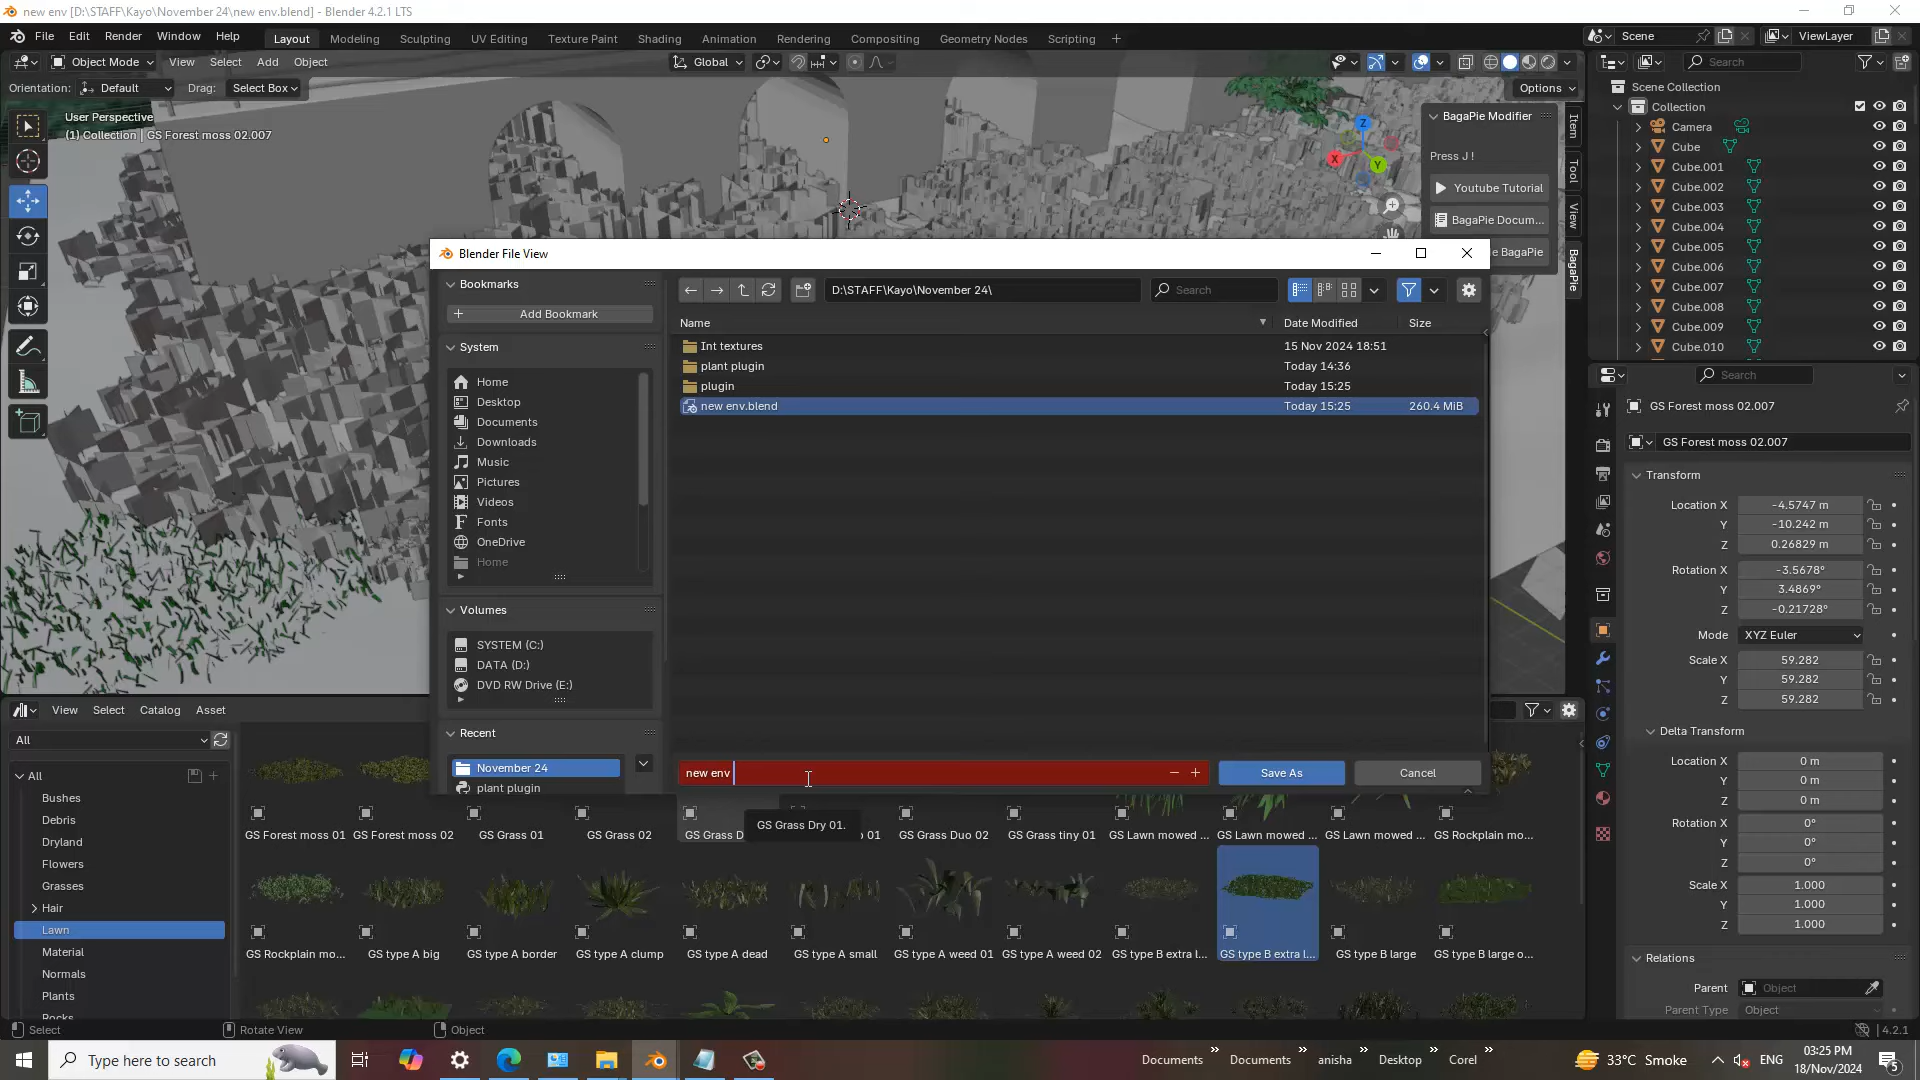 new env [D:\STAFF\Kayo\November 24\new env.blend] - Blender 4.2.1 LTS
File Edit Render Window Help
Layout Modeling Sculpting UV Editing Texture Paint Shading Animation Rendering Compositing Geometry Nodes Scripting +
Scene ViewLayer
Object Mode View Select Add Object Global
Search
Orientation: Default Drag: Select Box Options
User Perspective
(1) Collection | GS Forest moss 02.007
Z
X
Y
BagaPie Modifier
Press J !
Youtube Tutorial
BagaPie Docum...
e BagaPie
Item
Tool
View
BagaPie
Scene Collection
Collection
Camera
Cube
Cube.001
Cube.002
Cube.003
Cube.004
Cube.005
Cube.006
Cube.007
Cube.008
Cube.009
Cube.010
Blender File View
Bookmarks
Add Bookmark
System
Home
Desktop
Documents
Downloads
Music
Pictures
Videos
Fonts
OneDrive
Home
Volumes
SYSTEM (C:)
DATA (D:)
DVD RW Drive (E:)
Recent
November 24
plant plugin
D:\STAFF\Kayo\November 24\ Search
Name Date Modified Size
Int textures 15 Nov 2024 18:51
plant plugin Today 14:36
plugin Today 15:25
new env.blend Today 15:25 260.4 MiB
new env
Save As Cancel
Search
GS Forest moss 02.007
GS Forest moss 02.007
Transform
Location X -4.5747 m
Y -10.242 m
Z 0.26829 m
Rotation X -3.5678°
Y 3.4869°
Z -0.21728°
Mode XYZ Euler
Scale X 59.282
Y 59.282
Z 59.282
Delta Transform
Location X 0 m
Y 0 m
Z 0 m
Rotation X 0°
Y 0°
Z 0°
Scale X 1.000
Y 1.000
Z 1.000
Relations
Parent Object
Parent Type Object
View Select Catalog Asset
All
All
Bushes
Debris
Dryland
Flowers
Grasses
Hair
Lawn
Material
Normals
Plants
Rocks
GS Forest moss 01 GS Forest moss 02 GS Grass 01 GS Grass 02 GS Grass D 01 GS Grass Duo 02 GS Grass tiny 01 GS Lawn mowed ... GS Lawn mowed ... GS Lawn mowed ... GS Rockplain mo...
GS Grass Dry 01.
GS Rockplain mo... GS type A big GS type A border GS type A clump GS type A dead GS type A small GS type A weed 01 GS type A weed 02 GS type B extra l... GS type B extra l... GS type B large GS type B large o...
Select Rotate View Object 4.2.1
Type here to search
Documents » Documents » anisha » Desktop » Corel »
33°C Smoke ENG
03:25 PM
18/Nov/2024
5